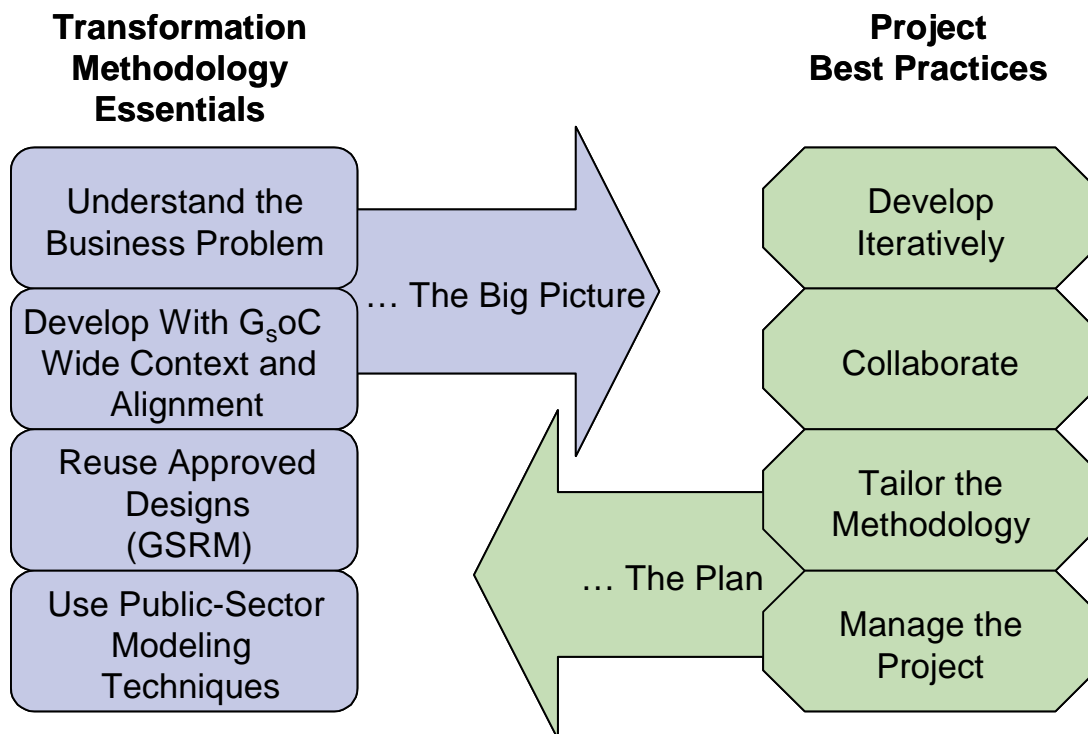 Transformation
Methodology
Essentials
Understand the
Business Problem
Develop With GsoC
Wide Context and
Alignment
Reuse Approved
Designs
(GSRM)
Use Public-Sector
Modeling
Techniques
… The Big Picture
… The Plan
Project
Best Practices
Develop
Iteratively
Collaborate
Tailor the
Methodology
Manage the
Project